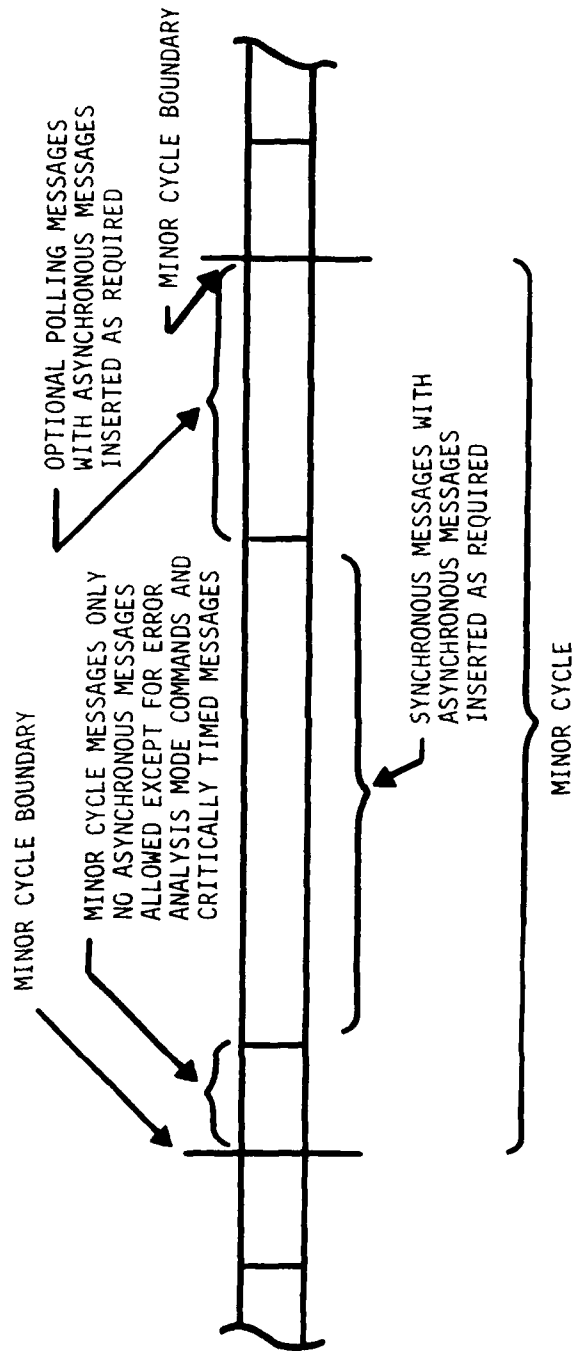 MINOR CYCLE BOUNDARY
MINOR CYCLE MESSAGES ONLY
NO ASYNCHRONOUS MESSAGES
ALLOWED EXCEPT FOR ERROR
ANALYSIS MODE COMMANDS AND
CRITICALLY TIMED MESSAGES
OPTIONAL POLLING MESSAGES
WITH ASYNCHRONOUS MESSAGES
INSERTED AS REQUIRED
MINOR CYCLE BOUNDARY
SYNCHRONOUS MESSAGES WITH
ASYNCHRONOUS MESSAGES
INSERTED AS REQUIRED
MINOR CYCLE